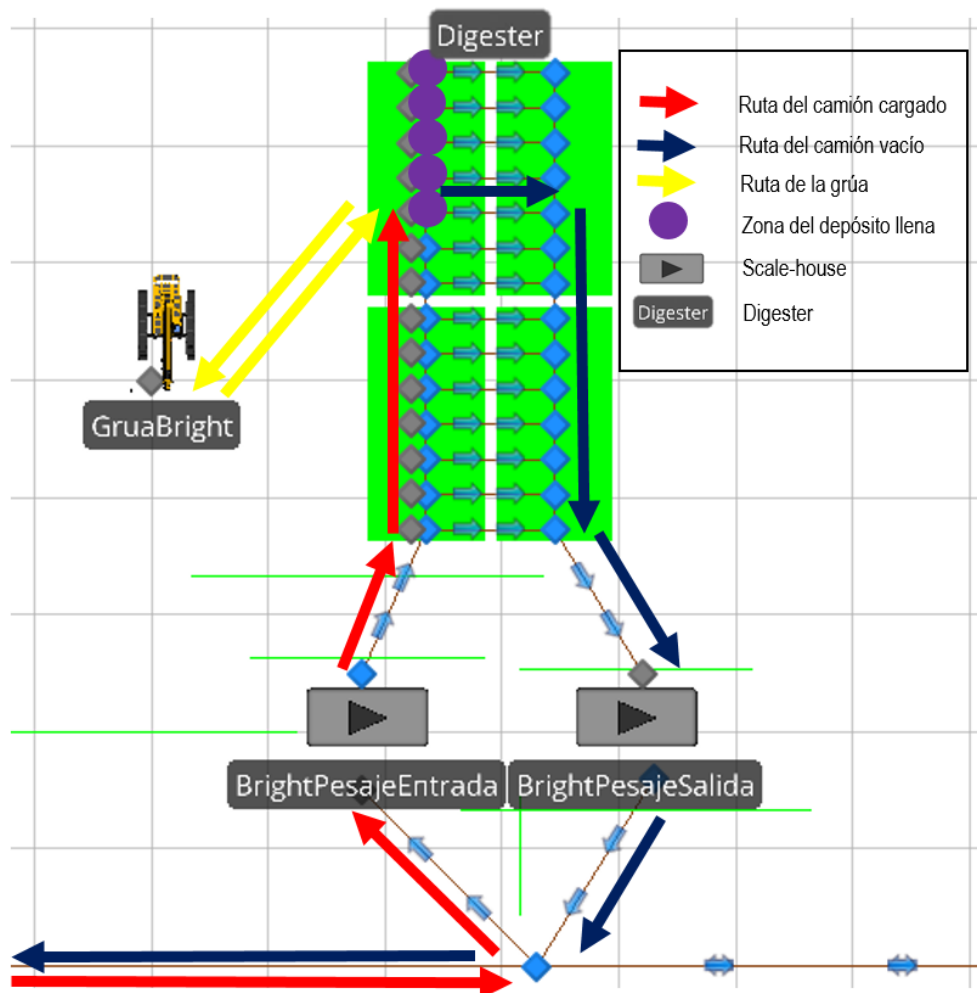 Digester
Ruta del camión cargado
Ruta del camión vacío
Ruta de la grúa
Zona del depósito llena
Scale-house
Digester
Digester
GruaBright
BrightPesajeEntrada
BrightPesajeSalida